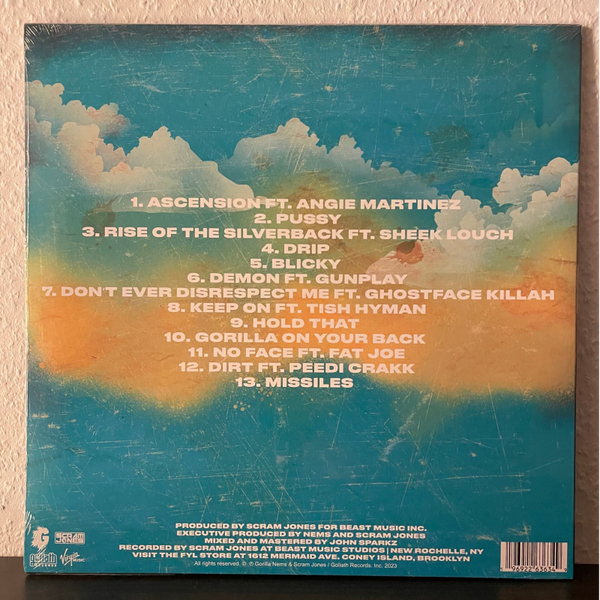 1. ASCENSION FT. ANGIE MARTINEZ
2. PUSSY
3. RISE OF THE SILVERBACK FT. SHEEK LOUCH
4. DRIP
5. BLICKY
6. DEMON FT. GUNPLAY
7. DON'T EVER DISRESPECT ME FT. GHOSTFACE KILLAH
8. KEEP ON FT. TISH HYMAN
9. HOLD THAT
10. GORILLA ON YOUR BACK
11. NO FACE FT. FAT JOE
12. DIRT FT. PEEDI CRAKK
13. MISSILES
PRODUCED BY SCRAM JONES FOR BEAST MUSIC INC.
EXECUTIVE PRODUCED BY NEMS AND SCRAM JONES
MIXED AND MASTERED BY JOHN SPARKZ
RECORDED BY SCRAM JONES AT BEAST MUSIC STUDIOS | NEW ROCHELLE, NY
VISIT THE FYL STORE AT 1612 MERMAID AVE. CONEY ISLAND, BROOKLYN
All rights reserved. Ⓓ ℗ Gorilla Nems & Scram Jones / Goliath Records, Inc. 2023
SCRAM JONES
Virgin MUSIC